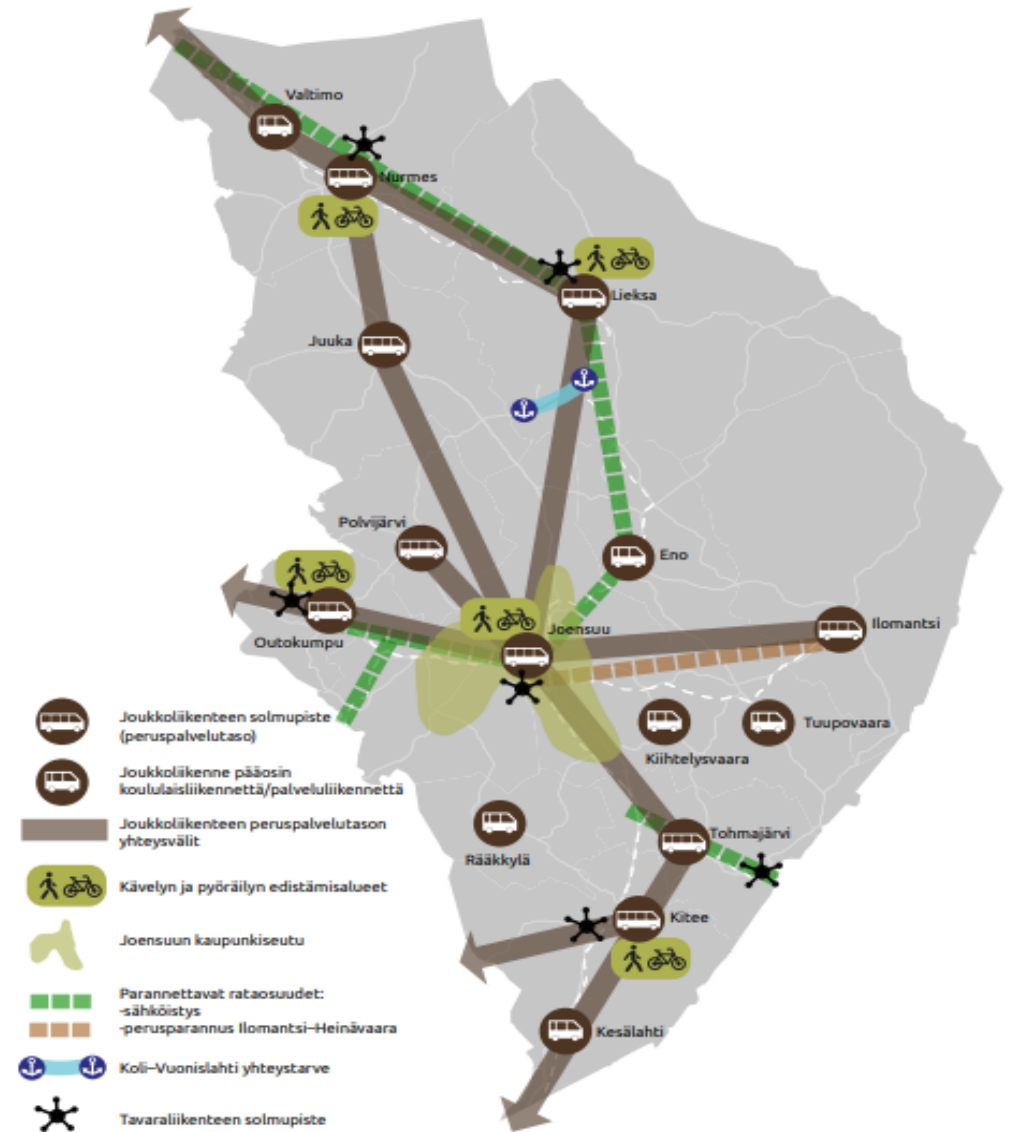 Valtimo
Nurmes
Lieksa
Juuka
Polvijärvi
Eno
Outokumpu
Joensuu
Ilomantsi
Tuupovaara
Kiihtelysvaara
Rääkkylä
Tohmajärvi
Kitee
Kesälahti
Joukkoliikenteen solmupiste
(peruspalvelutaso)
Joukkoliikenne pääosin
koululaisliikennettä/palveluliikennettä
Joukkoliikenteen peruspalvelutason
yhteysvälit
Kävelyn ja pyöräilyn edistämisalueet
Joensuun kaupunkiseutu
Parannettavat rataosuudet:
-sähköistys
-perusparannus Ilomantsi–Heinävaara
Koli–Vuonislahti yhteystarve
Tavaraliikenteen solmupiste